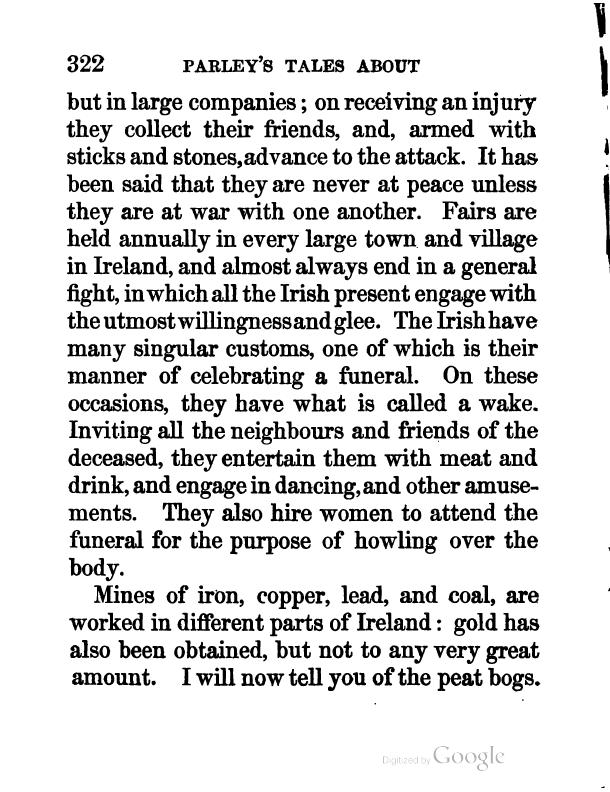 322 PARLEY'S TALES ABOUT
but in large companies; on receiving an injury
they collect their friends, and, armed with
sticks and stones, advance to the attack. It has
been said that they are never at peace unless
they are at war with one another. Fairs are
held annually in every large town and village
in Ireland, and almost always end in a general
fight, in which all the Irish present engage with
the utmost willingness and glee. The Irish have
many singular customs, one of which is their
manner of celebrating a funeral. On these
occasions, they have what is called a wake.
Inviting all the neighbours and friends of the
deceased, they entertain them with meat and
drink, and engage in dancing, and other amuse-
ments. They also hire women to attend the
funeral for the purpose of howling over the
body.
Mines of iron, copper, lead, and coal, are
worked in different parts of Ireland: gold has
also been obtained, but not to any very great
amount. I will now tell you of the peat bogs.
Digitized by Google